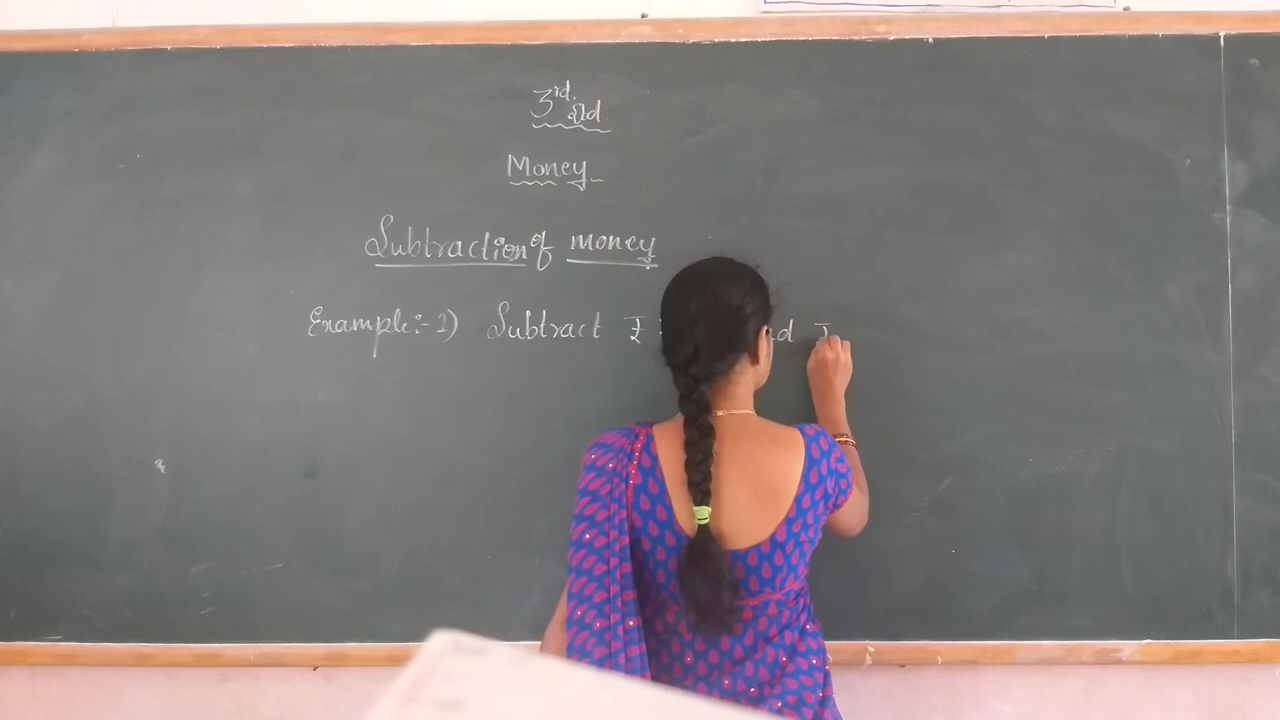 3rd Std
Money
Subtraction of money
Example:- 1) Subtract ₹ ₹